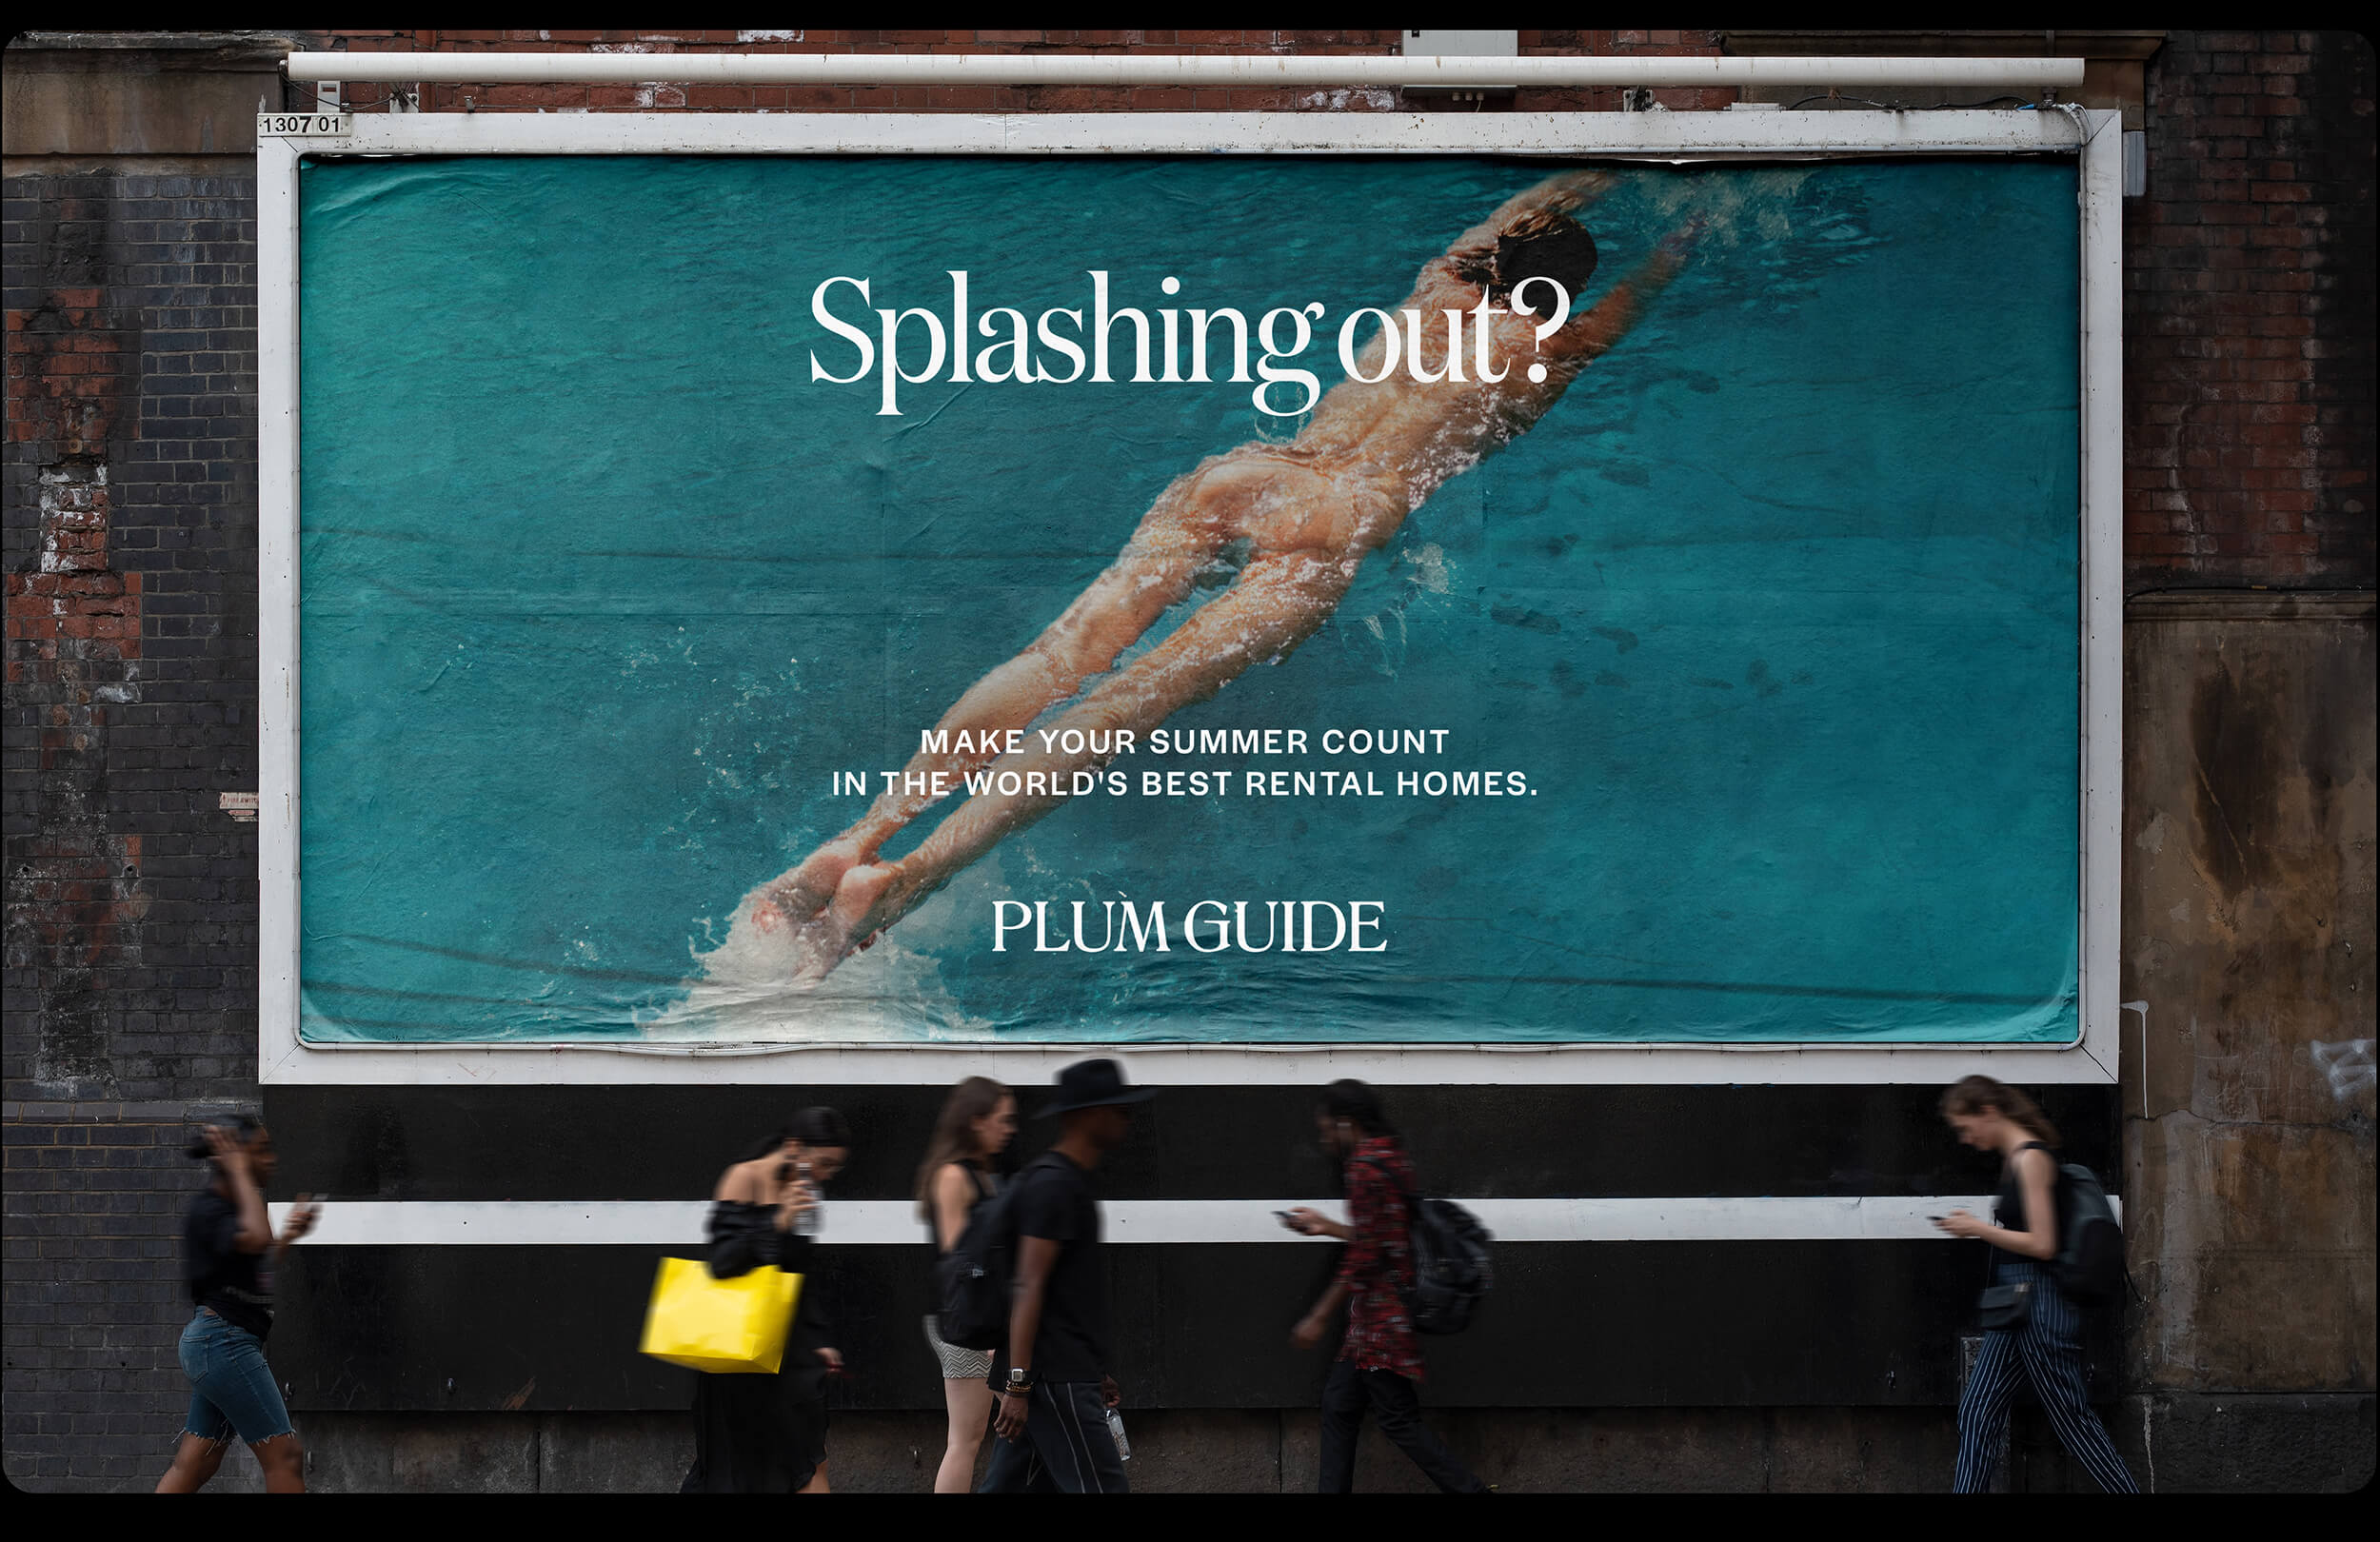 1307 01
Splashing out?
MAKE YOUR SUMMER COUNT
IN THE WORLD'S BEST RENTAL HOMES.
PLUM GUIDE